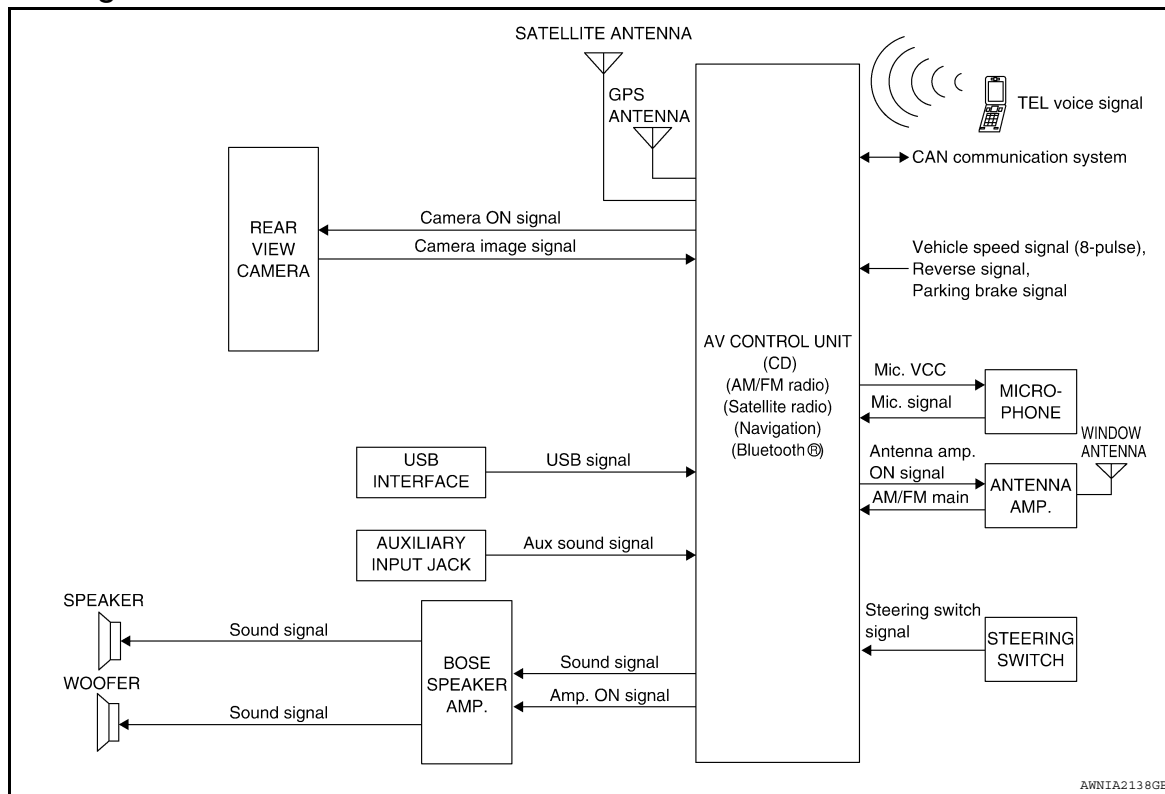 SATELLITE ANTENNA
GPS
ANTENNA
TEL voice signal
CAN communication system
REAR
VIEW
CAMERA
Camera ON signal
Camera image signal
Vehicle speed signal (8-pulse),
Reverse signal,
Parking brake signal
AV CONTROL UNIT
(CD)
(AM/FM radio)
(Satellite radio)
(Navigation)
(Bluetooth®)
Mic. VCC
Mic. signal
MICRO-
PHONE
WINDOW
ANTENNA
Antenna amp.
ON signal
AM/FM main
ANTENNA
AMP.
USB
INTERFACE
USB signal
AUXILIARY
INPUT JACK
Aux sound signal
SPEAKER
Sound signal
WOOFER
Sound signal
BOSE
SPEAKER
AMP.
Sound signal
Amp. ON signal
Steering switch
signal
STEERING
SWITCH